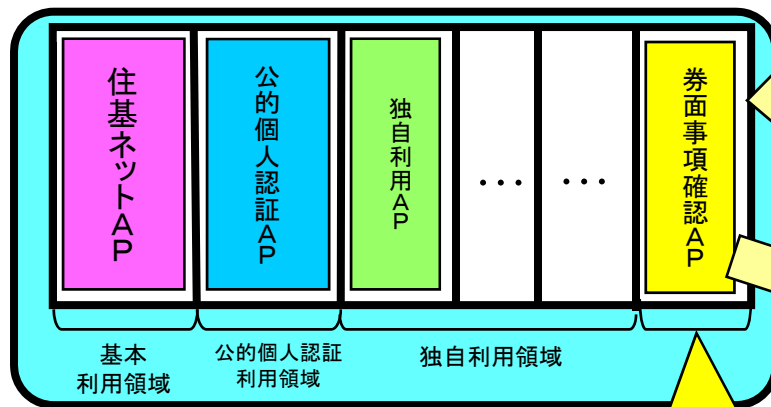 住基ネットAP
公的個人認証AP
独自利用AP
･･･
･･･
券面事項確認AP
基本
利用領域
公的個人認証
利用領域
独自利用領域